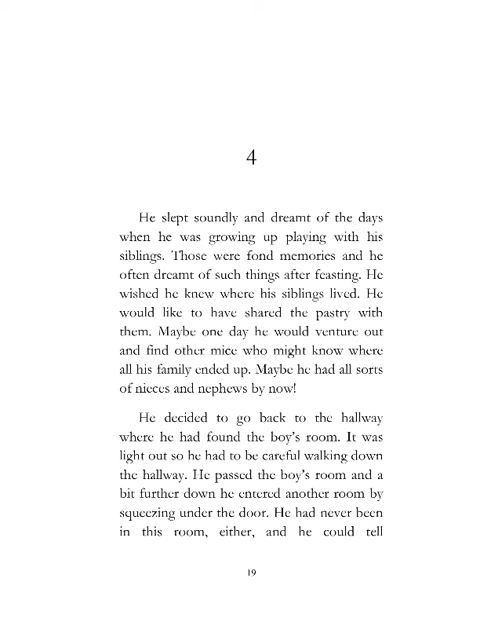 4
He slept soundly and dreamt of the days
when he was growing up playing with his
siblings. Those were fond memories and he
often dreamt of such things after feasting. He
wished he knew where his siblings lived. He
would like to have shared the pastry with
them. Maybe one day he would venture out
and find other mice who might know where
all his family ended up. Maybe he had all sorts
of nieces and nephews by now!
He decided to go back to the hallway
where he had found the boy's room. It was
light out so he had to be careful walking down
the hallway. He passed the boy's room and a
bit further down he entered another room by
squeezing under the door. He had never been
in this room, either, and he could tell
19